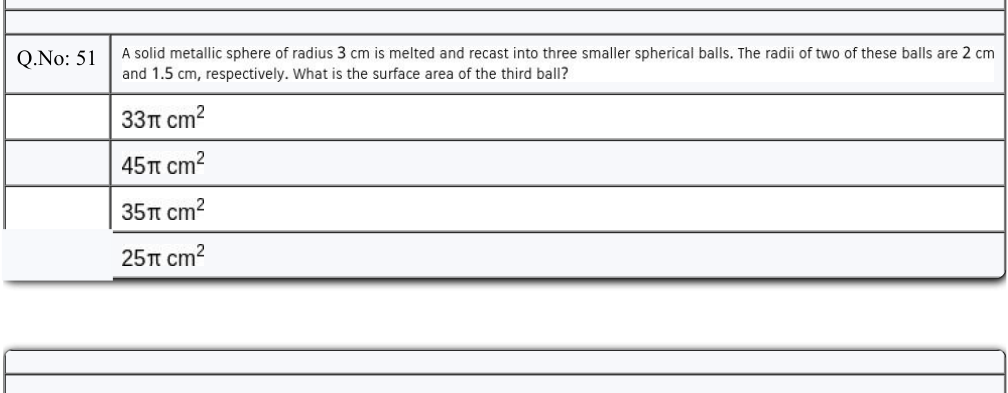 Q.No: 51
A solid metallic sphere of radius 3 cm is melted and recast into three smaller spherical balls. The radii of two of these balls are 2 cm
and 1.5 cm, respectively. What is the surface area of the third ball?
33π cm²
45π cm²
35π cm²
25π cm²